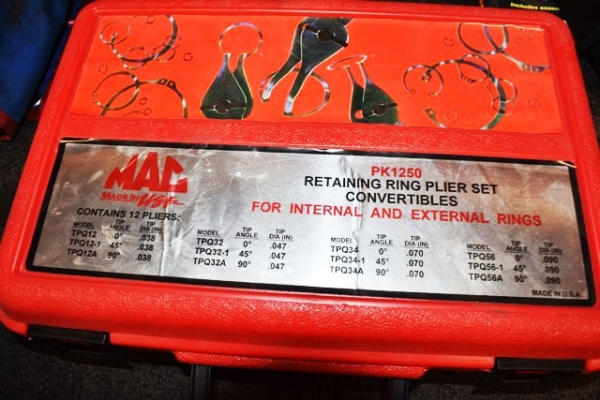 Includes assem
MAC
MADE IN USA
PK1250
RETAINING RING PLIER SET
CONVERTIBLES
FOR INTERNAL AND EXTERNAL RINGS
CONTAINS 12 PLIERS:
MODEL TIP ANGLE TIP DIA (IN)
TPQ12 0° .038
TPQ12-1 45° .038
TPQ12A 90° .038
MODEL TIP ANGLE TIP DIA (IN)
TPQ32 0° .047
TPQ32-1 45° .047
TPQ32A 90° .047
MODEL TIP ANGLE TIP DIA (IN)
TPQ34 0° .070
TPQ34-1 45° .070
TPQ34A 90° .070
MODEL TIP ANGLE TIP DIA (IN)
TPQ56 0° .090
TPQ56-1 45° .090
TPQ56A 90° .090
MADE IN U.S.A.